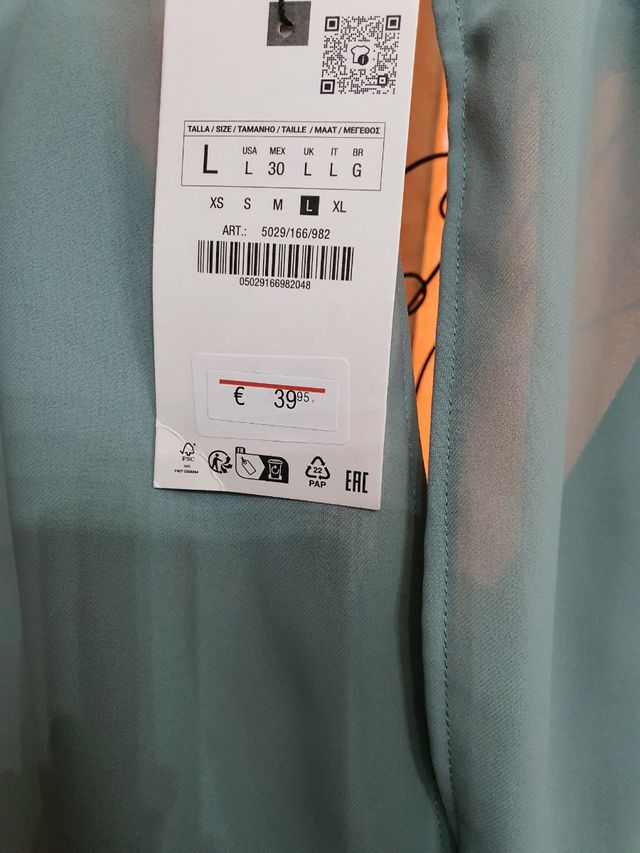 TALLA / SIZE / TAMANHO / TAILLE / MAAT / ΜΕΓΕΘΟΣ
L USA L MEX 30 UK L IT L BR G
XS S M L XL
ART.: 5029/166/982
05029166982048
€ 39 95
FSC
FR
22
PAP
EAC